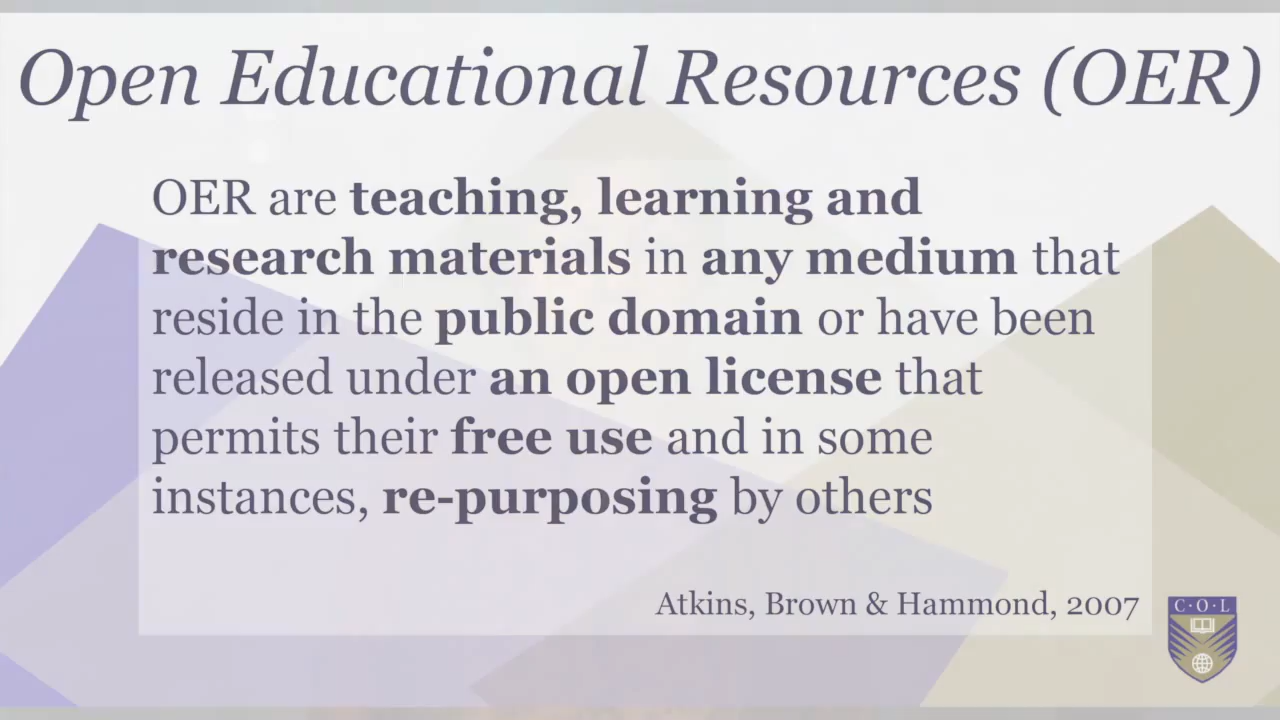 Open Educational Resources (OER)
OER are teaching, learning and
research materials in any medium that
reside in the public domain or have been
released under an open license that
permits their free use and in some
instances, re-purposing by others
Atkins, Brown & Hammond, 2007
C·O·L